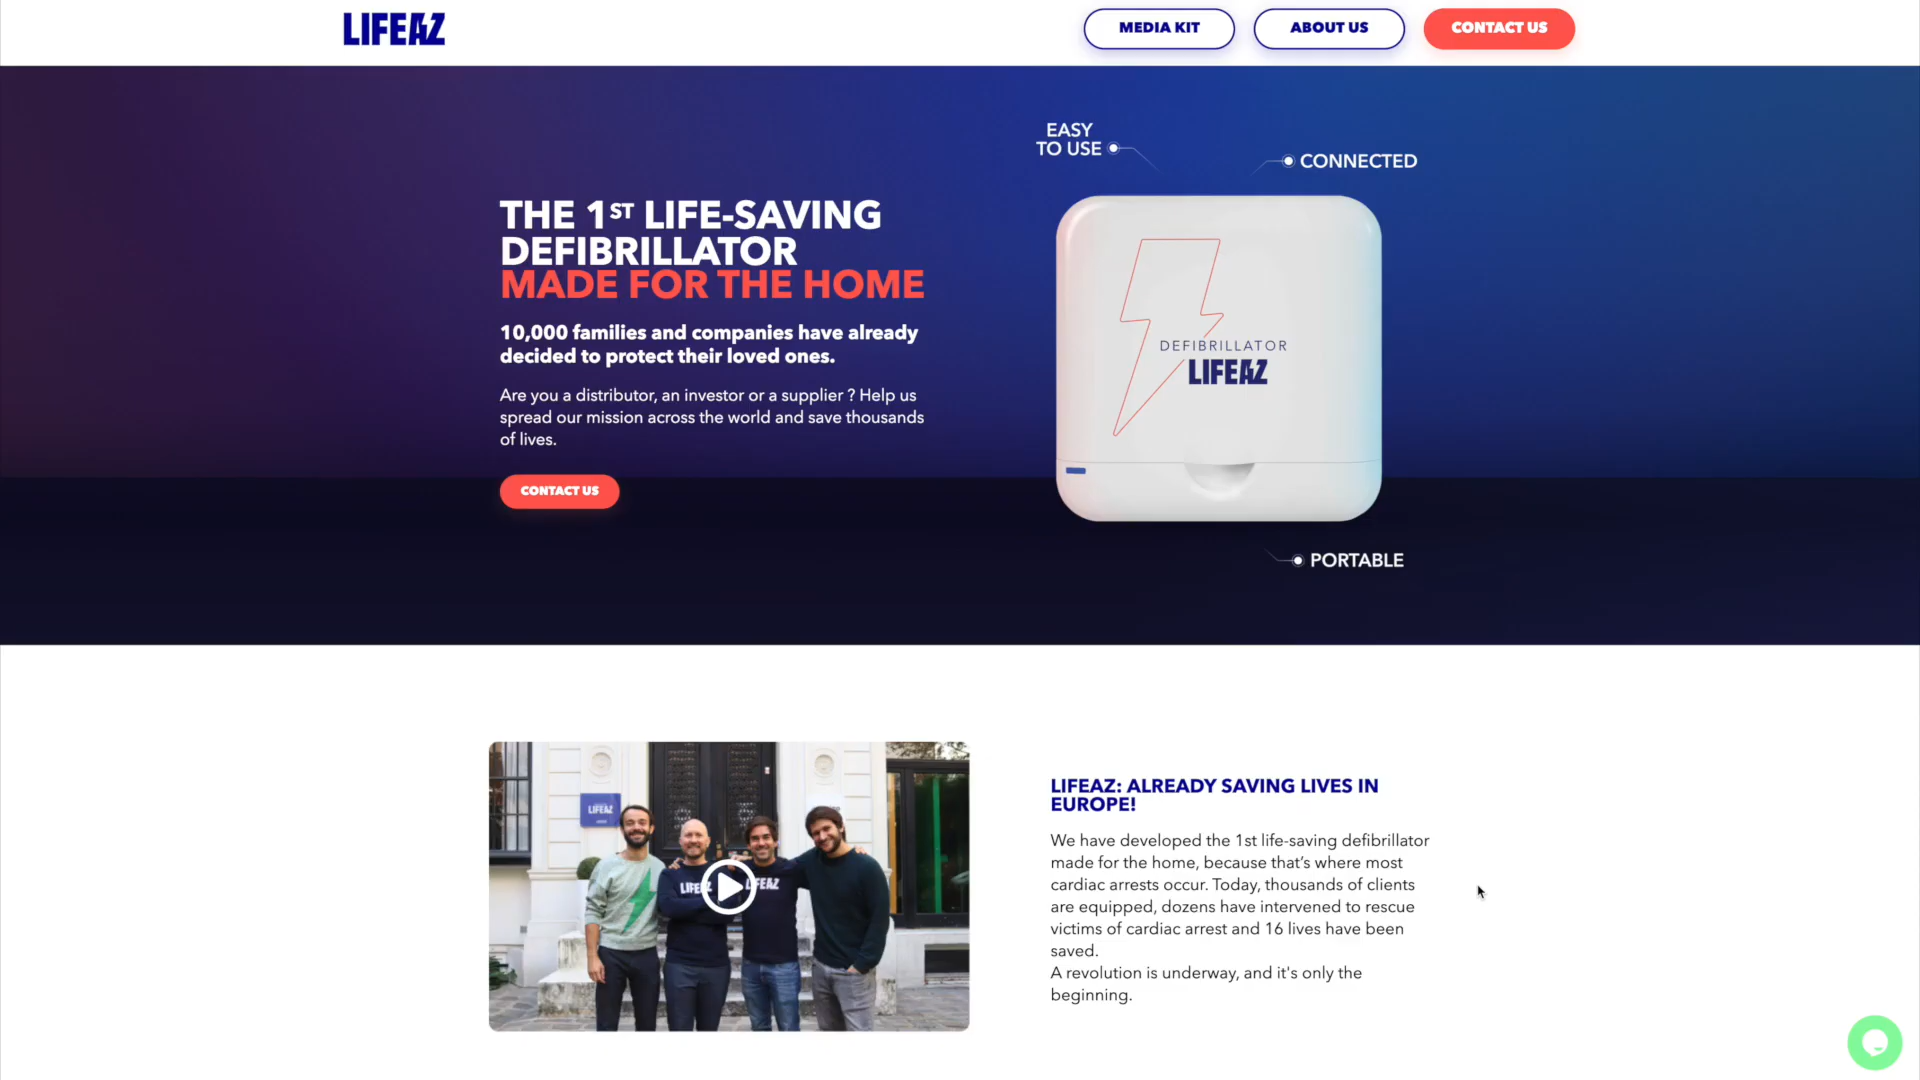 LIFEAZ
MEDIA KIT
ABOUT US
CONTACT US
EASY
TO USE
CONNECTED
THE 1ST LIFE-SAVING
DEFIBRILLATOR
MADE FOR THE HOME
10,000 families and companies have already
decided to protect their loved ones.
Are you a distributor, an investor or a supplier ? Help us
spread our mission across the world and save thousands
of lives.
CONTACT US
DEFIBRILLATOR
LIFEAZ
PORTABLE
LIFEAZ
LIFEAZ
LIFEAZ: ALREADY SAVING LIVES IN
EUROPE!
We have developed the 1st life-saving defibrillator
made for the home, because that’s where most
cardiac arrests occur. Today, thousands of clients
are equipped, dozens have intervened to rescue
victims of cardiac arrest and 16 lives have been
saved.
A revolution is underway, and it's only the
beginning.